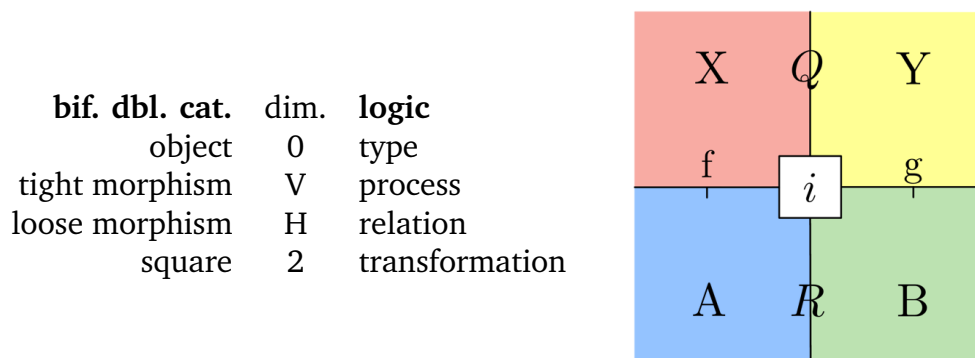 bif. dbl. cat. dim. logic
object 0 type
tight morphism V process
loose morphism H relation
square 2 transformation
X Q Y
f i g
A R B